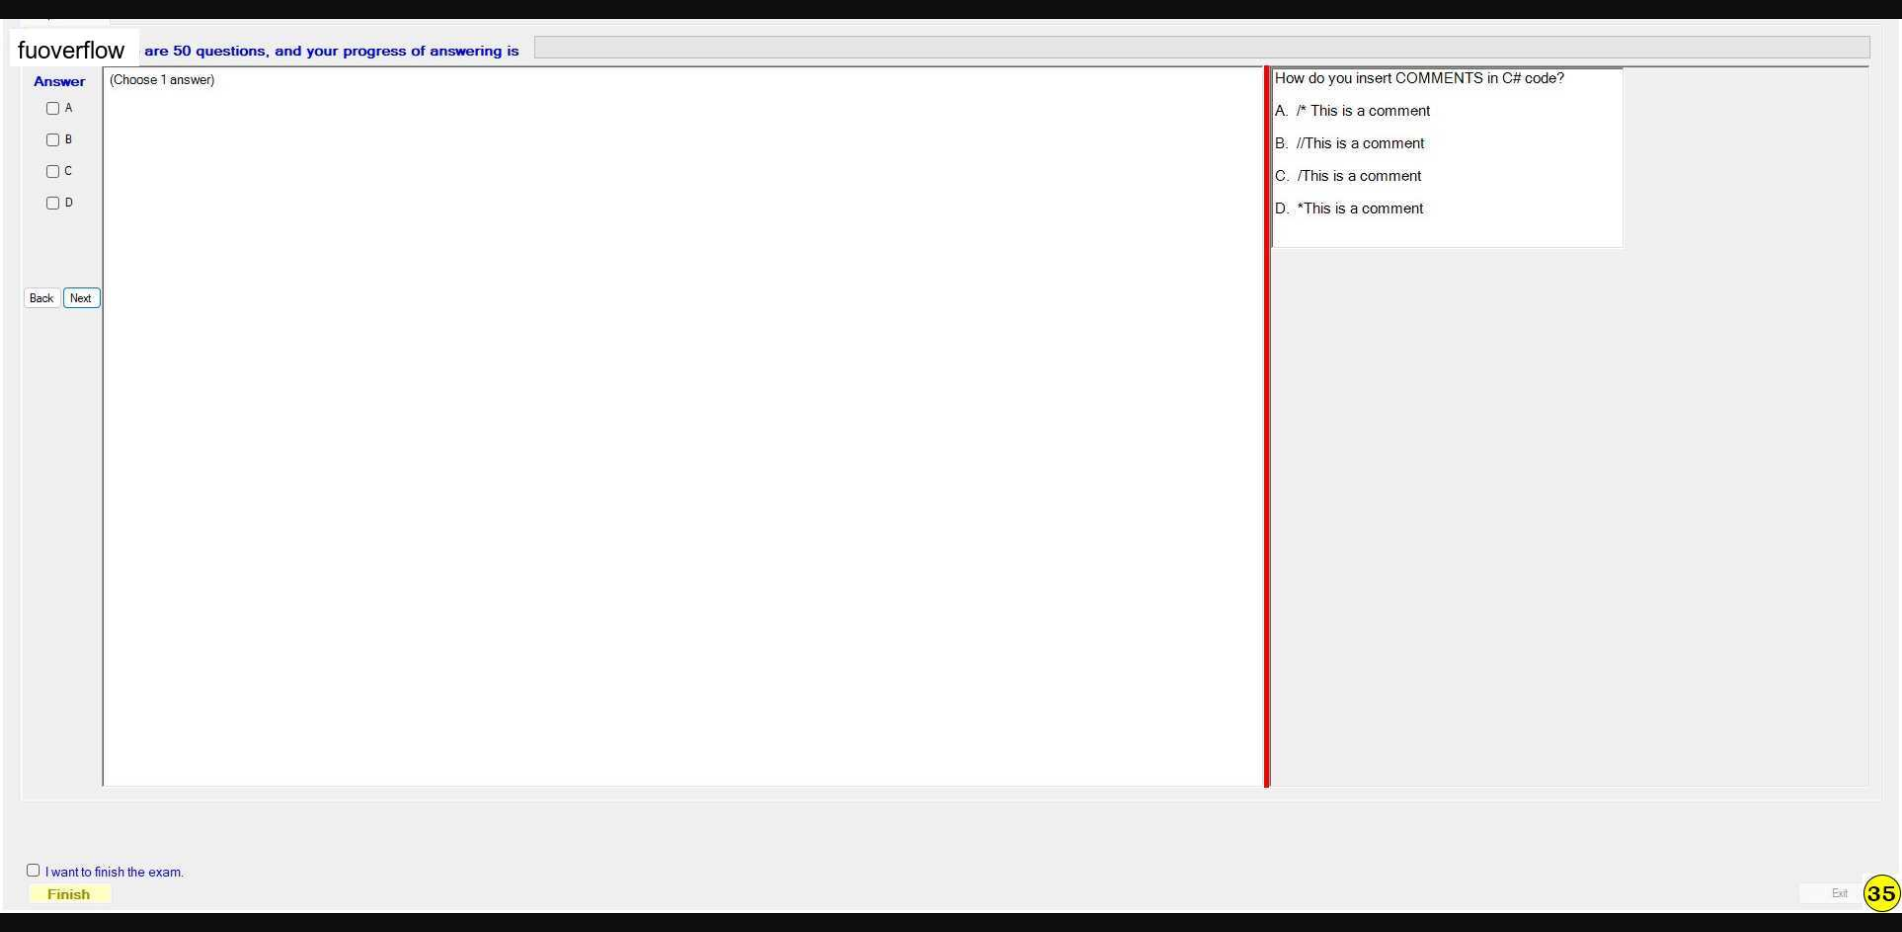 fuoverflow are 50 questions, and your progress of answering is
Answer
(Choose 1 answer)
A
B
C
D
Back Next
How do you insert COMMENTS in C# code?
A. /* This is a comment
B. //This is a comment
C. /This is a comment
D. *This is a comment
I want to finish the exam.
Finish
Exit
35